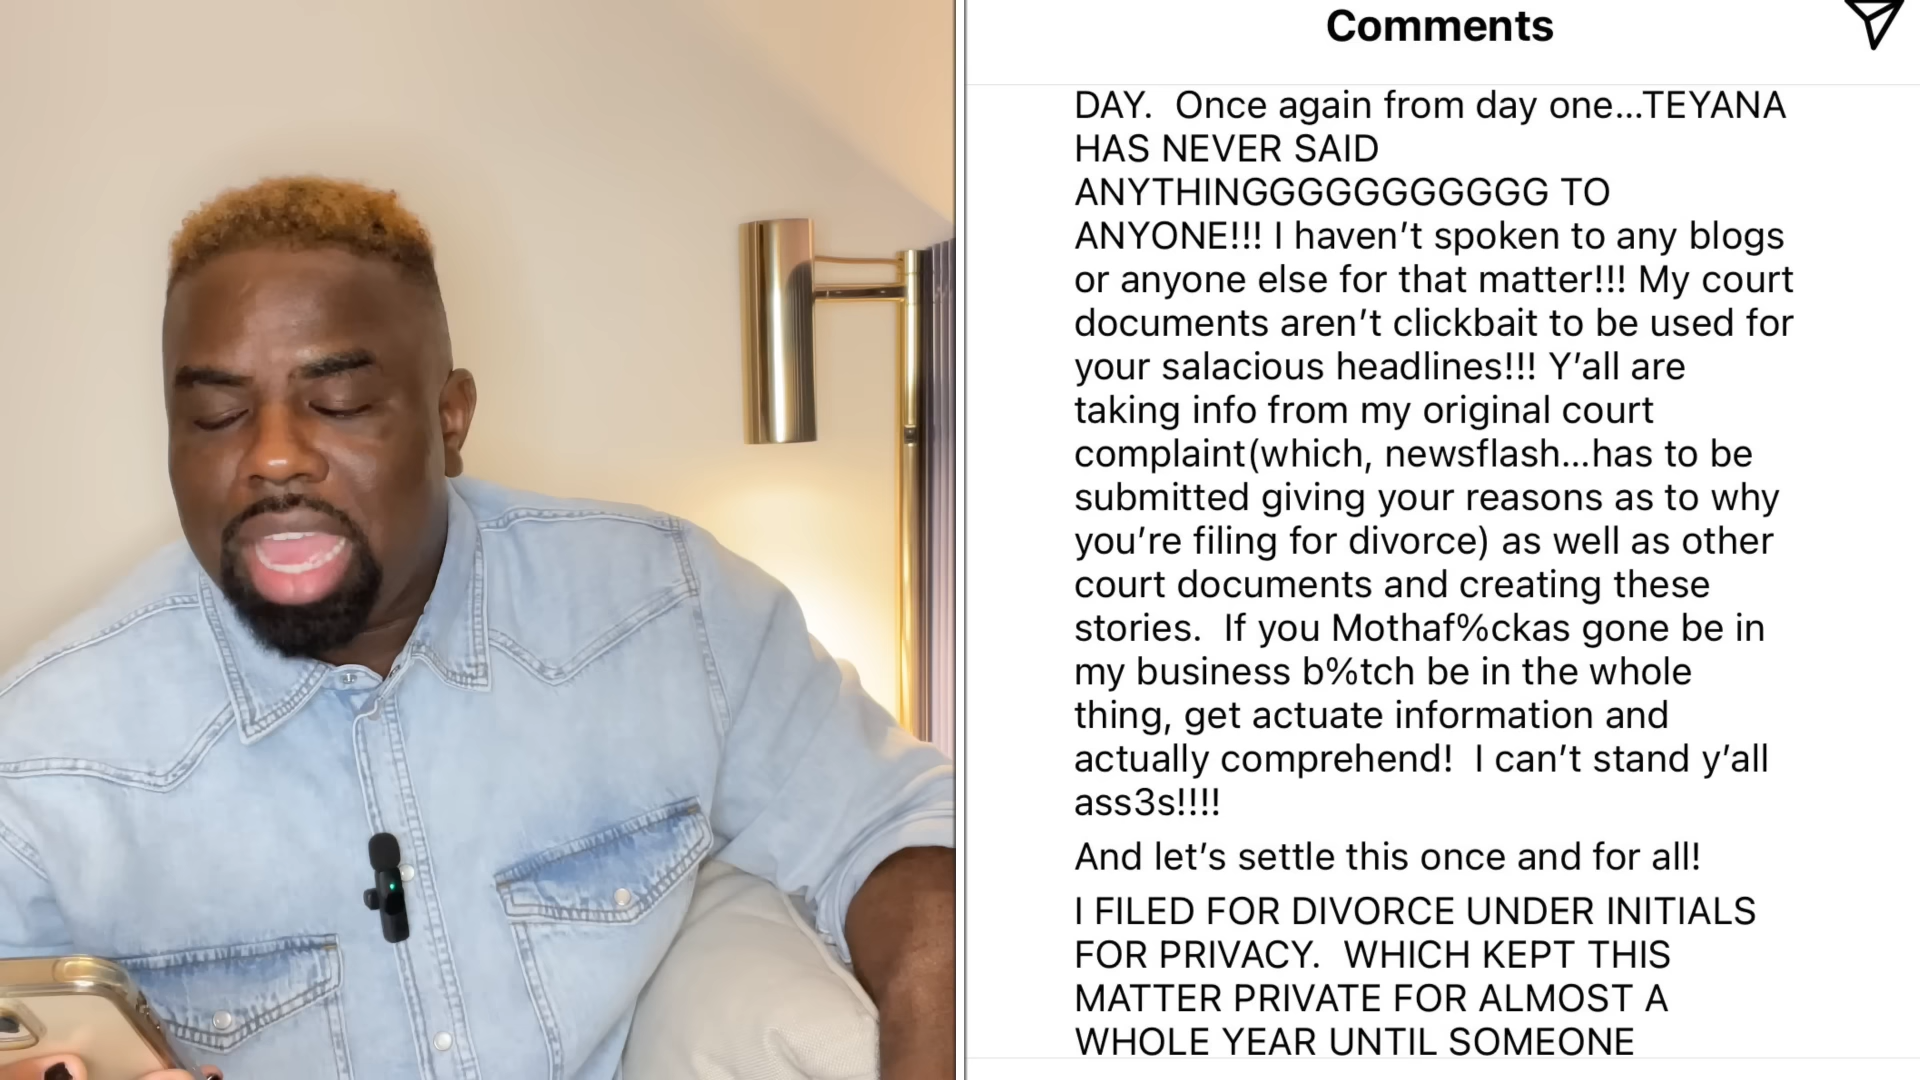 Comments
DAY.  Once again from day one...TEYANA
HAS NEVER SAID
ANYTHINGGGGGGGGGGGG TO
ANYONE!!! I haven’t spoken to any blogs
or anyone else for that matter!!! My court
documents aren’t clickbait to be used for
your salacious headlines!!! Y’all are
taking info from my original court
complaint(which, newsflash...has to be
submitted giving your reasons as to why
you’re filing for divorce) as well as other
court documents and creating these
stories.  If you Mothaf%ckas gone be in
my business b%tch be in the whole
thing, get actuate information and
actually comprehend!  I can’t stand y’all
ass3s!!!!
And let’s settle this once and for all!
I FILED FOR DIVORCE UNDER INITIALS
FOR PRIVACY.  WHICH KEPT THIS
MATTER PRIVATE FOR ALMOST A
WHOLE YEAR UNTIL SOMEONE